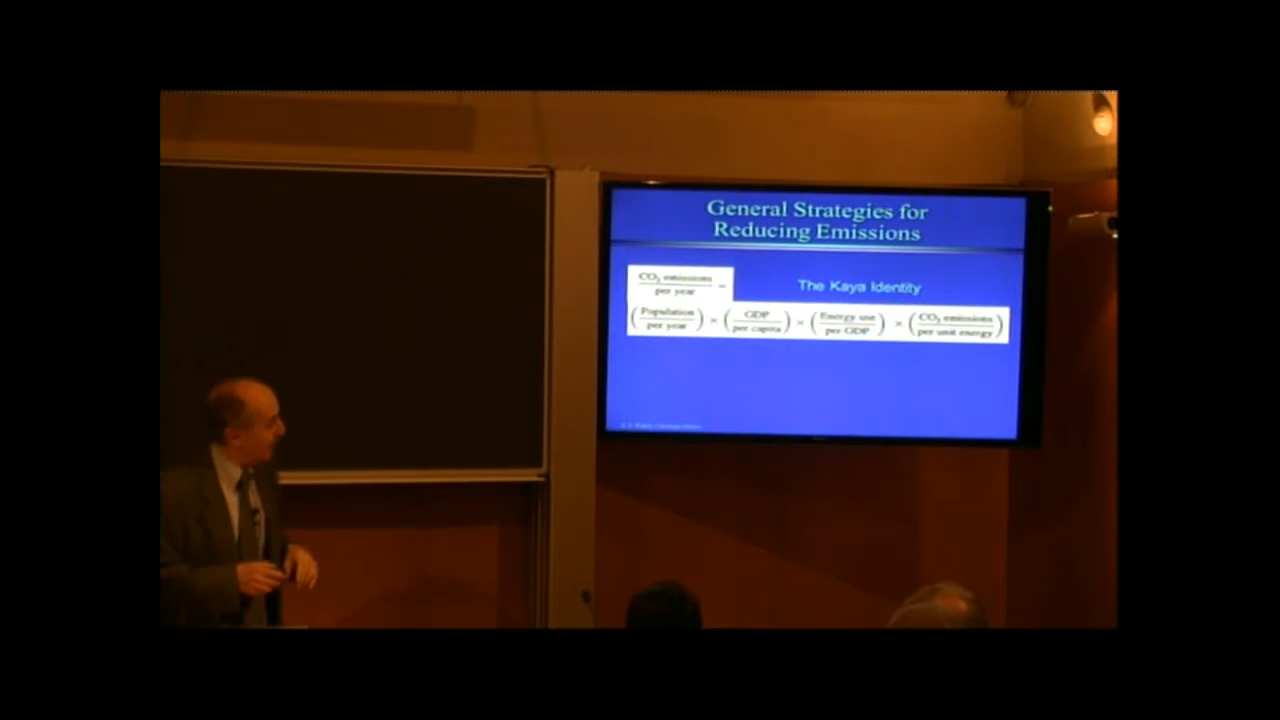 General Strategies for
Reducing Emissions
CO₂ emissions
per year
=
The Kaya Identity
(Population per year) × (GDP per capita) × (Energy use per GDP) × (CO₂ emissions per unit energy)